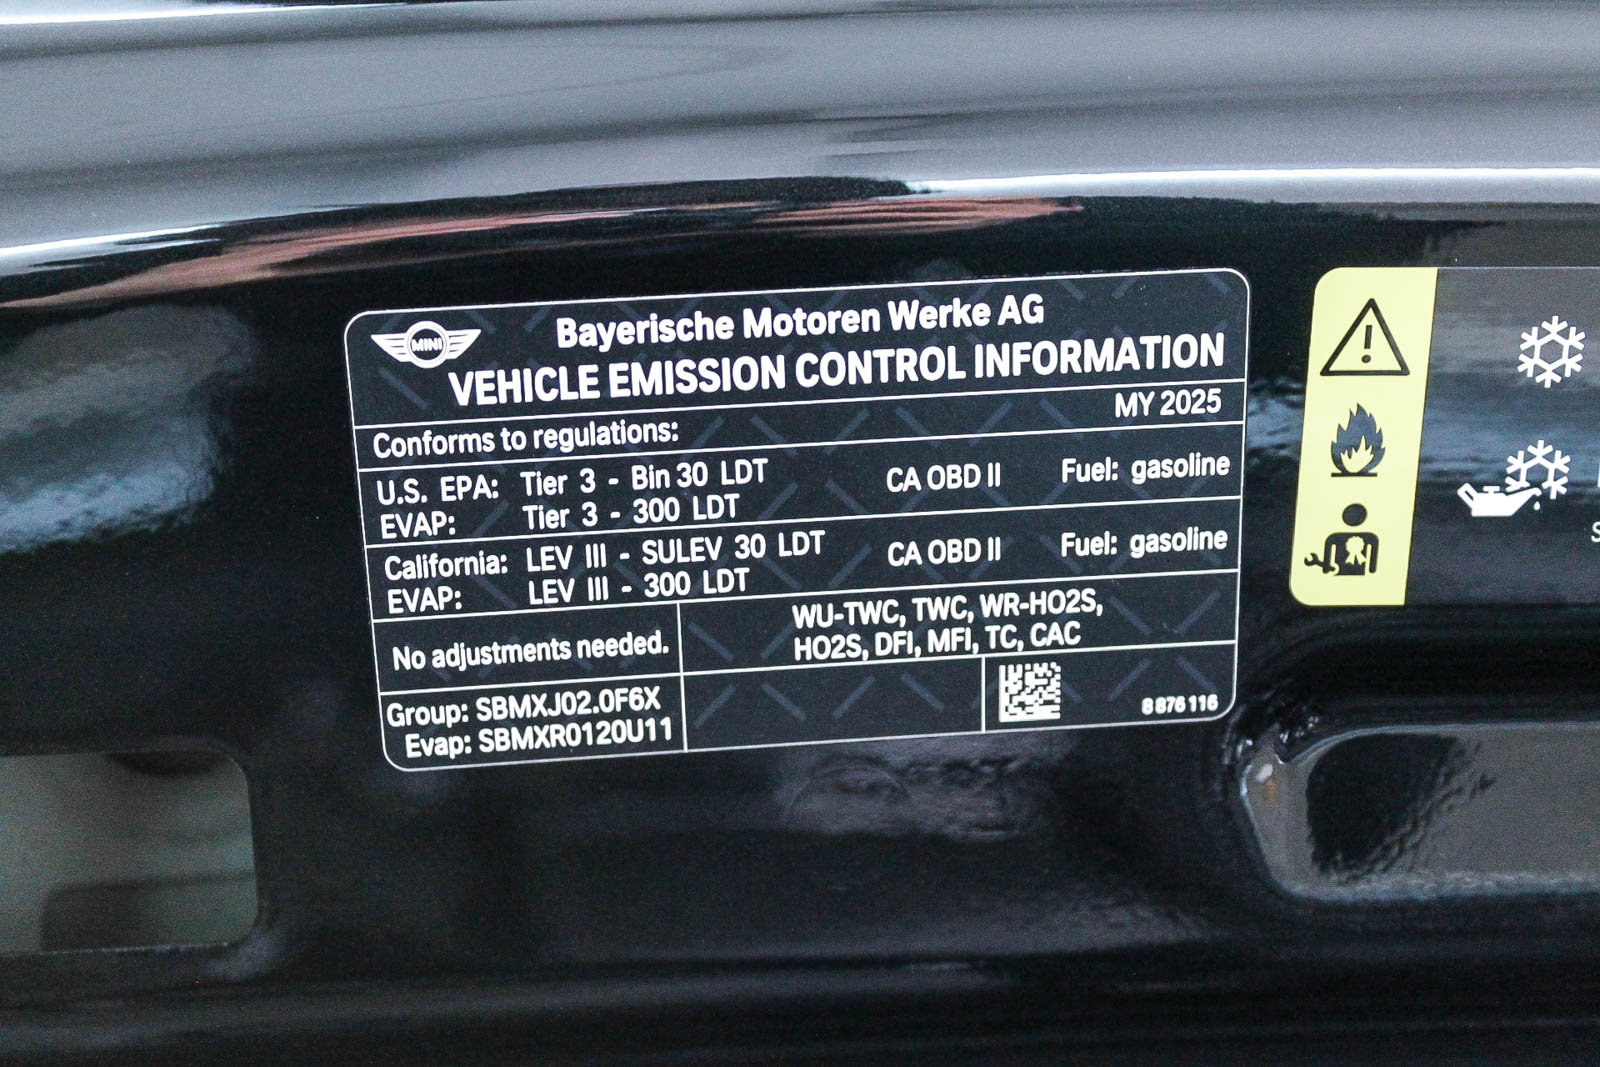 MINI
Bayerische Motoren Werke AG
VEHICLE EMISSION CONTROL INFORMATION
MY 2025
Conforms to regulations:
U.S. EPA: Tier 3 - Bin 30 LDT CA OBD II Fuel: gasoline
EVAP: Tier 3 - 300 LDT
California: LEV III - SULEV 30 LDT CA OBD II Fuel: gasoline
EVAP: LEV III - 300 LDT
No adjustments needed.
WU-TWC, TWC, WR-HO2S,
HO2S, DFI, MFI, TC, CAC
Group: SBMXJ02.0F6X
Evap: SBMXR0120U11
8 876 116